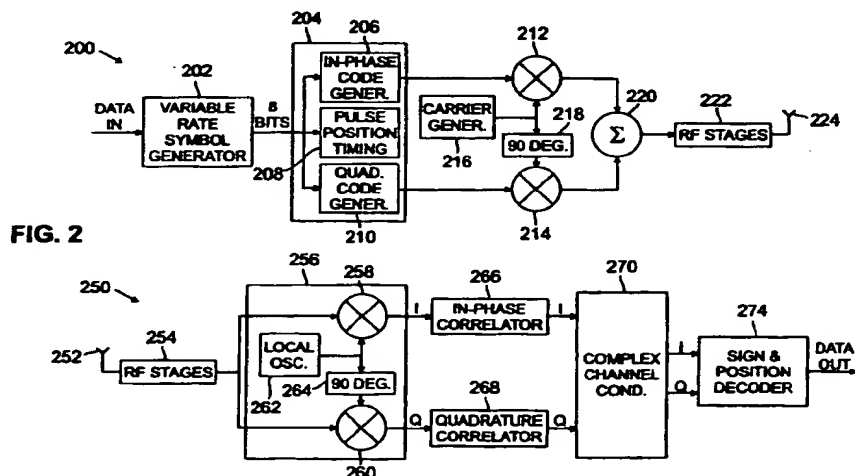 200
202
204
206
212
DATA
IN
VARIABLE
RATE
SYMBOL
GENERATOR
8
BITS
IN-PHASE
CODE
GENER.
PULSE
POSITION
TIMING
208
QUAD.
CODE
GENER.
210
CARRIER
GENER.
216
218
90 DEG.
214
220
Σ
222
RF STAGES
224
FIG. 2
250
252
254
RF STAGES
256
258
LOCAL
OSC.
262
264
90 DEG.
260
I
266
IN-PHASE
CORRELATOR
I
Q
268
QUADRATURE
CORRELATOR
Q
270
COMPLEX
CHANNEL
COND.
I
Q
274
SIGN &
POSITION
DECODER
DATA
OUT